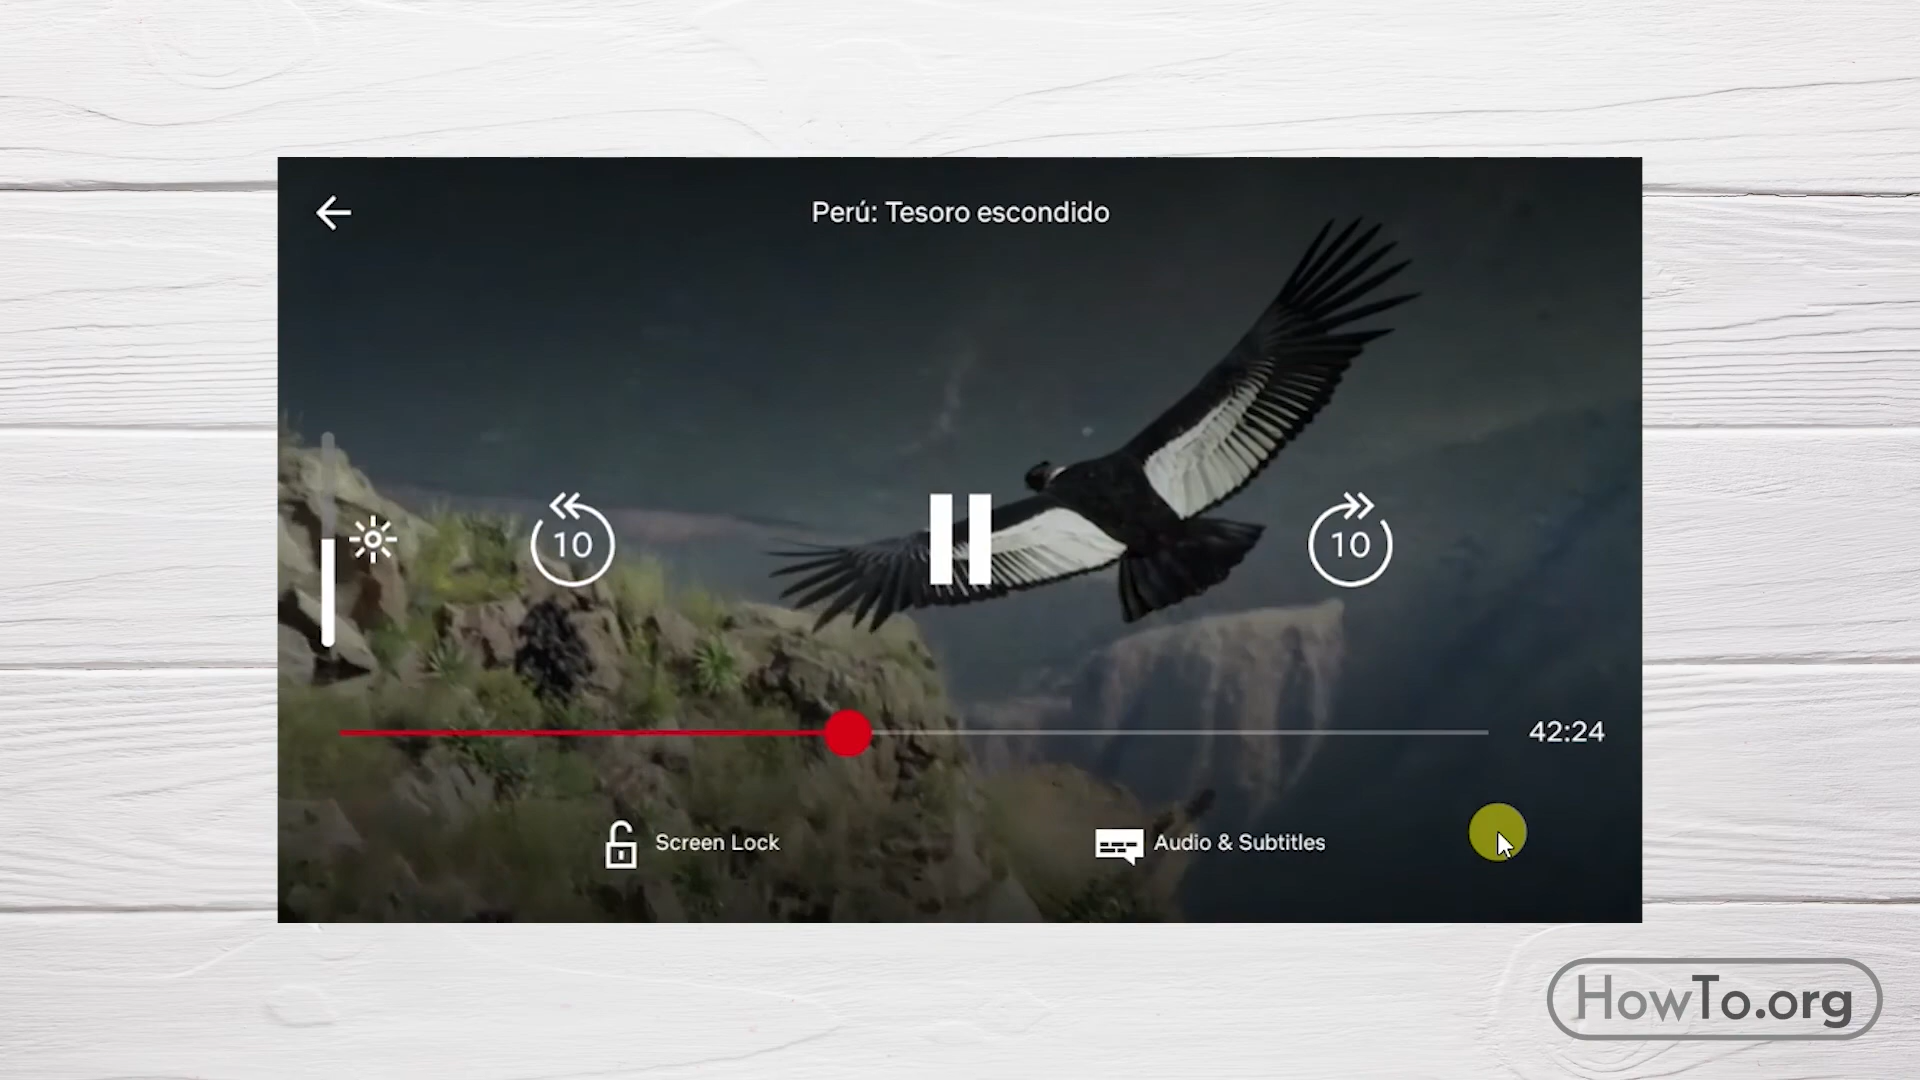 Perú: Tesoro escondido
10
10
42:24
Screen Lock
Audio & Subtitles
HowTo.org